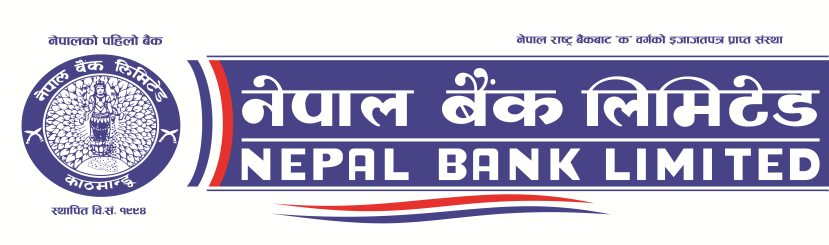 नेपालको पहिलो बैंक
नेपाल राष्ट्र बैंकबाट "क" वर्गको इजाजतपत्र प्राप्त संस्था
नेपाल बैंक लिमिटेड
काठमाण्डू
स्थापित वि.सं. १९९४
नेपाल बैंक लिमिटेड
NEPAL BANK LIMITED